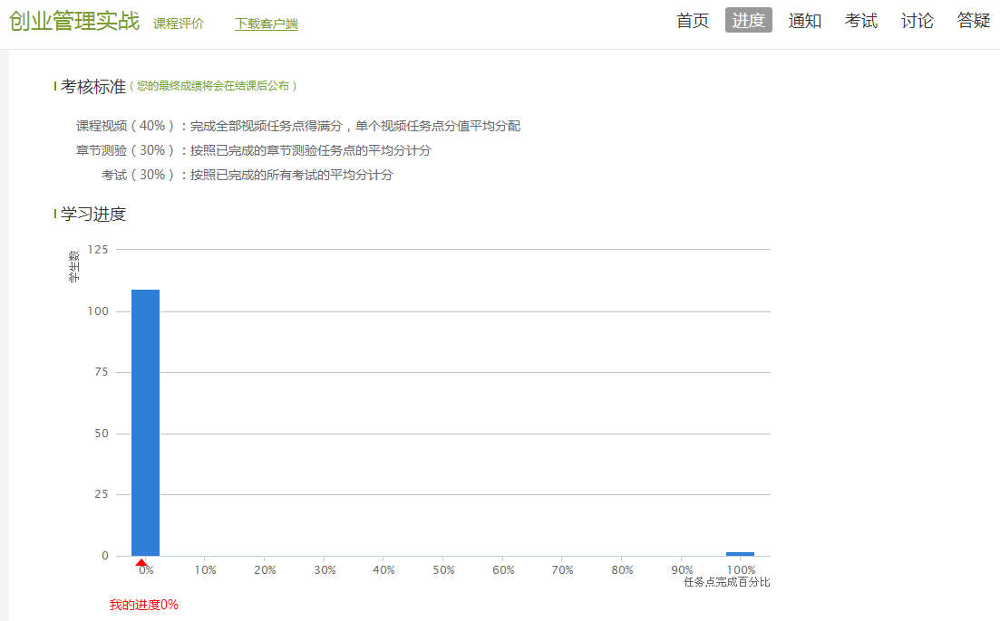 创业管理实战 课程评价 下载客户端 首页 进度 通知 考试 讨论 答疑
考核标准（您的最终成绩将会在结课后公布）
课程视频（40%）：完成全部视频任务点得满分，单个视频任务点分值平均分配
章节测验（30%）：按照已完成的章节测验任务点的平均分计分
考试（30%）：按照已完成的所有考试的平均分计分
学习进度
学生数
125
100
75
50
25
0
0% 10% 20% 30% 40% 50% 60% 70% 80% 90% 100%
任务点完成百分比
我的进度0%